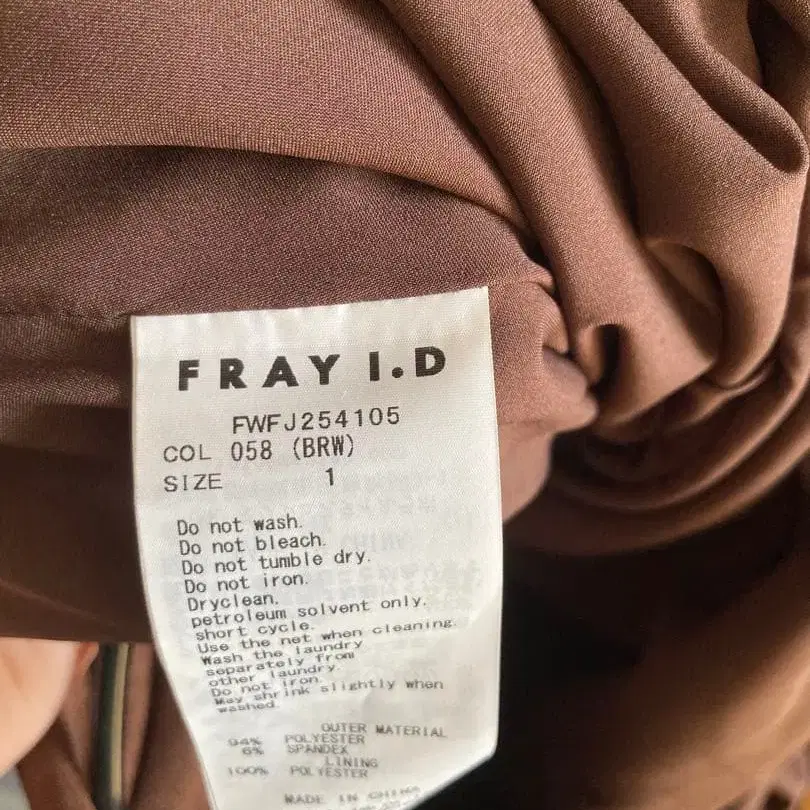 FRAY I.D
FWFJ254105
COL 058 (BRW)
SIZE 1
Do not wash.
Do not bleach.
Do not tumble dry.
Do not iron.
Dryclean.
petroleum solvent only.
short cycle.
Use the net when cleaning.
Wash the laundry
separately from
other laundry.
Do not iron.
May shrink slightly when
washed.
OUTER MATERIAL
94% POLYESTER
6% SPANDEX
LINING
100% POLYESTER
MADE IN CHINA